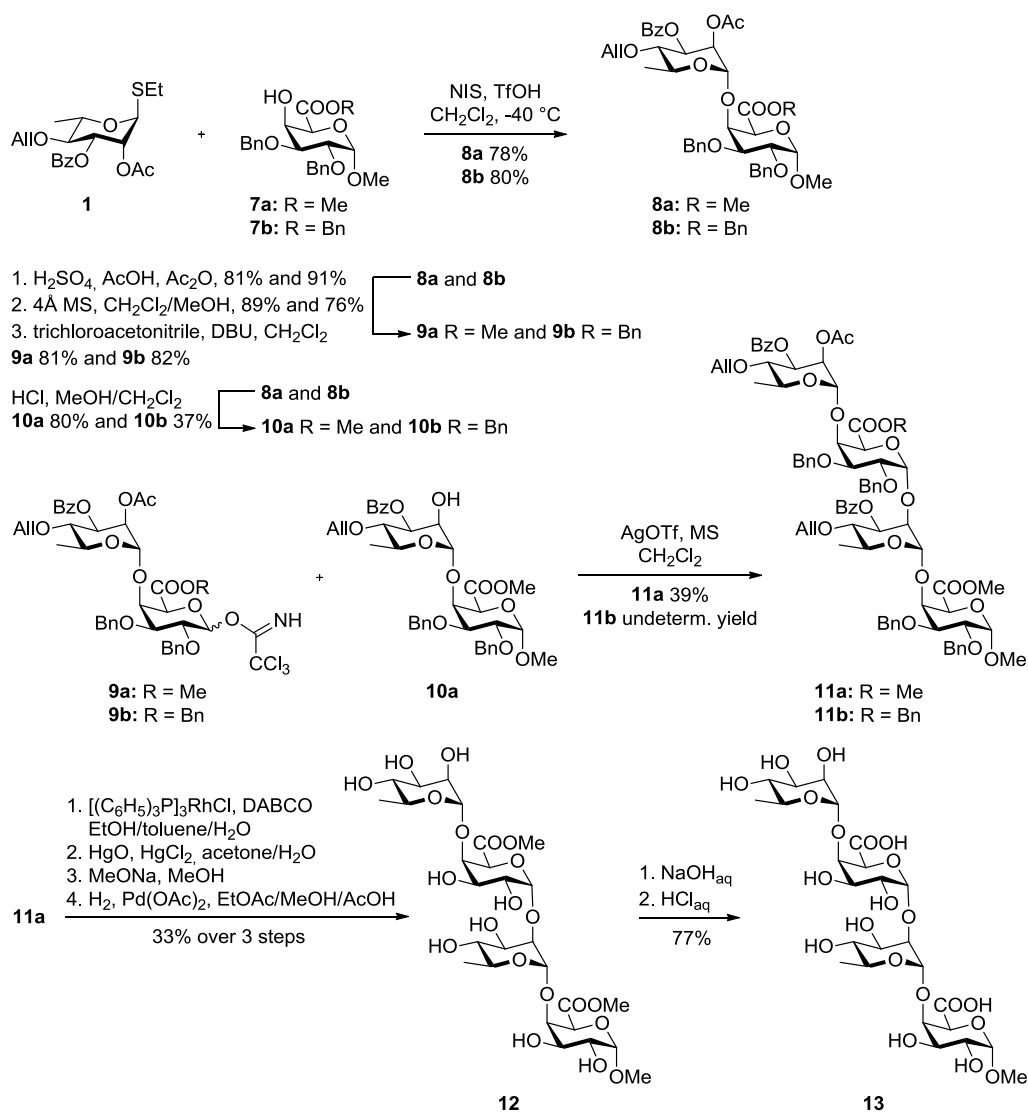 SEt
AllO
BzO
OAc
1
+
HO
COOR
O
BnO
BnO
OMe
7a: R = Me
7b: R = Bn
NIS, TfOH
CH2Cl2, -40 °C
8a 78%
8b 80%
BzO
OAc
AllO
O
O
COOR
O
BnO
BnO
OMe
8a: R = Me
8b: R = Bn
1. H2SO4, AcOH, Ac2O, 81% and 91%
2. 4Å MS, CH2Cl2/MeOH, 89% and 76%
3. trichloroacetonitrile, DBU, CH2Cl2
9a 81% and 9b 82%
8a and 8b
9a R = Me and 9b R = Bn
HCl, MeOH/CH2Cl2
10a 80% and 10b 37%
8a and 8b
10a R = Me and 10b R = Bn
BzO
OAc
AllO
O
O
COOR
O
BnO
BnO
O
NH
CCl3
9a: R = Me
9b: R = Bn
+
BzO
OH
AllO
O
O
COOMe
O
BnO
BnO
OMe
10a
AgOTf, MS
CH2Cl2
11a 39%
11b undeterm. yield
BzO
OAc
AllO
O
O
COOR
O
BnO
BnO
O
BzO
AllO
O
O
COOMe
O
BnO
BnO
OMe
11a: R = Me
11b: R = Bn
11a
1. [(C6H5)3P]3RhCl, DABCO
EtOH/toluene/H2O
2. HgO, HgCl2, acetone/H2O
3. MeONa, MeOH
4. H2, Pd(OAc)2, EtOAc/MeOH/AcOH
33% over 3 steps
HO
OH
HO
O
O
COOMe
O
HO
HO
O
HO
HO
O
O
COOMe
O
HO
HO
OMe
12
1. NaOHaq
2. HClaq
77%
HO
OH
HO
O
O
COOH
O
HO
HO
O
HO
HO
O
O
COOH
O
HO
HO
OMe
13